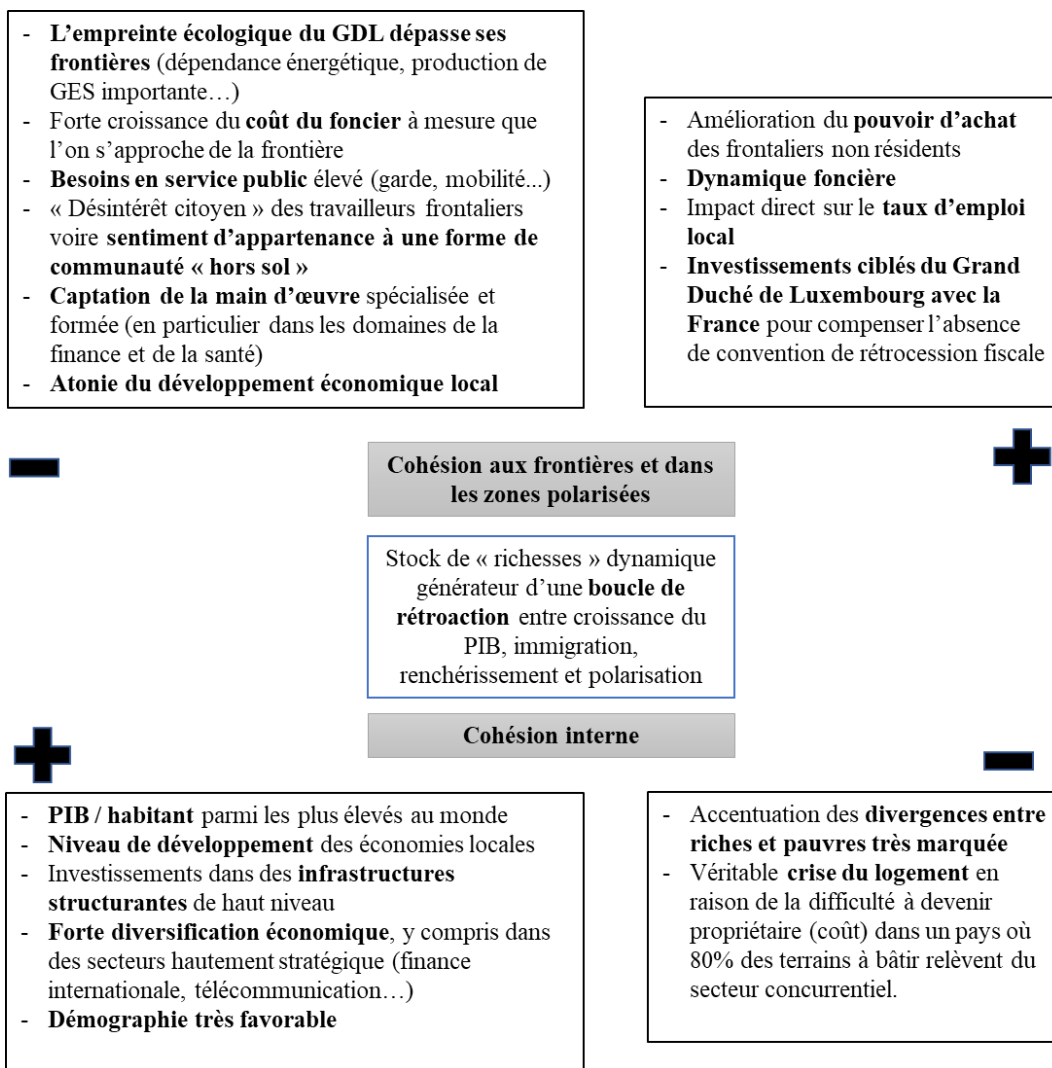 - L’empreinte écologique du GDL dépasse ses
frontières (dépendance énergétique, production de
GES importante…)
- Forte croissance du coût du foncier à mesure que
l’on s’approche de la frontière
- Besoins en service public élevé (garde, mobilité...)
- « Désintérêt citoyen » des travailleurs frontaliers
voire sentiment d’appartenance à une forme de
communauté « hors sol »
- Captation de la main d’œuvre spécialisée et
formée (en particulier dans les domaines de la
finance et de la santé)
- Atonie du développement économique local
- Amélioration du pouvoir d’achat
des frontaliers non résidents
- Dynamique foncière
- Impact direct sur le taux d’emploi
local
- Investissements ciblés du Grand
Duché de Luxembourg avec la
France pour compenser l’absence
de convention de rétrocession fiscale
Cohésion aux frontières et dans
les zones polarisées
Stock de « richesses » dynamique
générateur d’une boucle de
rétroaction entre croissance du
PIB, immigration,
renchérissement et polarisation
Cohésion interne
- PIB / habitant parmi les plus élevés au monde
- Niveau de développement des économies locales
- Investissements dans des infrastructures
structurantes de haut niveau
- Forte diversification économique, y compris dans
des secteurs hautement stratégique (finance
internationale, télécommunication…)
- Démographie très favorable
- Accentuation des divergences entre
riches et pauvres très marquée
- Véritable crise du logement en
raison de la difficulté à devenir
propriétaire (coût) dans un pays où
80% des terrains à bâtir relèvent du
secteur concurrentiel.